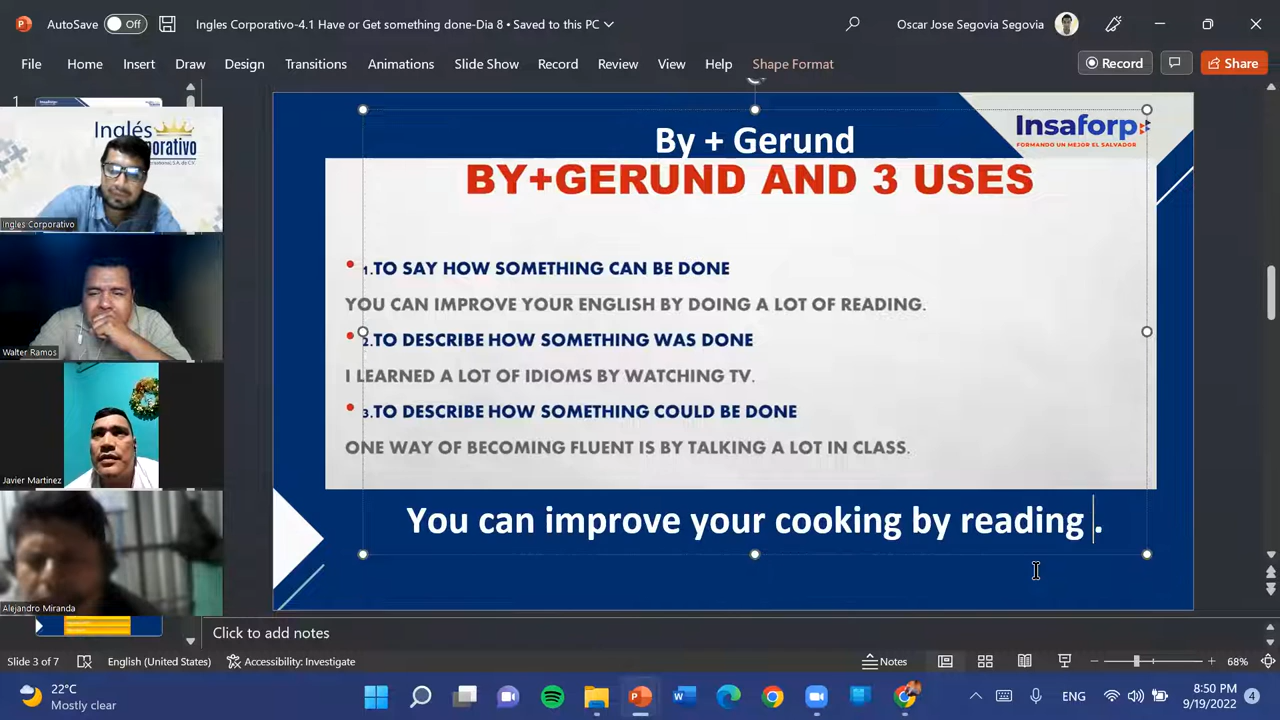 AutoSave Off Ingles Corporativo-4.1 Have or Get something done-Dia 8 • Saved to this PC Oscar Jose Segovia Segovia
File Home Insert Draw Design Transitions Animations Slide Show Record Review View Help Shape Format Record Share
1
Inglés
Ingles Corporativo
Walter Ramos
Javier Martinez
Alejandro Miranda
By + Gerund
Insaforp
FORMANDO UN MEJOR EL SALVADOR
BY+GERUND AND 3 USES
• 1.TO SAY HOW SOMETHING CAN BE DONE
YOU CAN IMPROVE YOUR ENGLISH BY DOING A LOT OF READING.
• 2.TO DESCRIBE HOW SOMETHING WAS DONE
I LEARNED A LOT OF IDIOMS BY WATCHING TV.
• 3.TO DESCRIBE HOW SOMETHING COULD BE DONE
ONE WAY OF BECOMING FLUENT IS BY TALKING A LOT IN CLASS.
You can improve your cooking by reading .
Click to add notes
Slide 3 of 7 English (United States) Accessibility: Investigate Notes 68%
22°C
Mostly clear
ENG
8:50 PM
9/19/2022
4